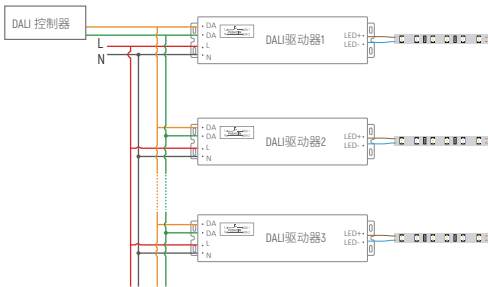 DALI 控制器
L
N
DA
DA
L
N
DALI驱动器1
LED+
LED-
DA
DA
L
N
DALI驱动器2
LED+
LED-
DA
DA
L
N
DALI驱动器3
LED+
LED-